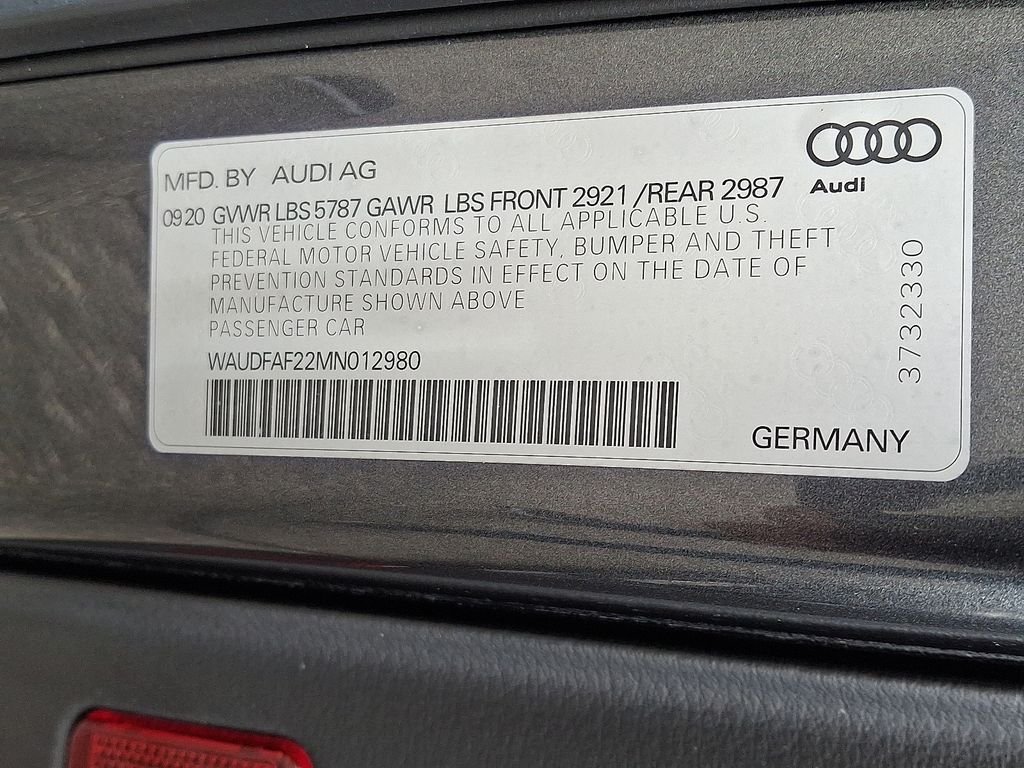 MFD. BY AUDI AG
Audi
09.20 GVWR LBS 5787 GAWR LBS FRONT 2921 /REAR 2987
THIS VEHICLE CONFORMS TO ALL APPLICABLE U.S.
FEDERAL MOTOR VEHICLE SAFETY, BUMPER AND THEFT
PREVENTION STANDARDS IN EFFECT ON THE DATE OF
MANUFACTURE SHOWN ABOVE
PASSENGER CAR
WAUDFAF22MN012980
3732330
GERMANY